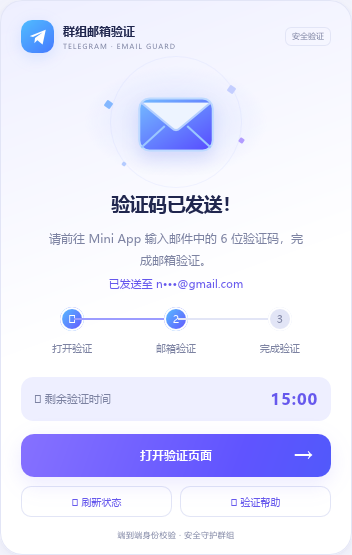 群组邮箱验证
TELEGRAM · EMAIL GUARD
安全验证
验证码已发送！
请前往 Mini App 输入邮件中的 6 位验证码，完
成邮箱验证。
已发送至 n•••@gmail.com
2
3
打开验证
邮箱验证
完成验证
剩余验证时间
15:00
打开验证页面 →
刷新状态
验证帮助
端到端身份校验 · 安全守护群组